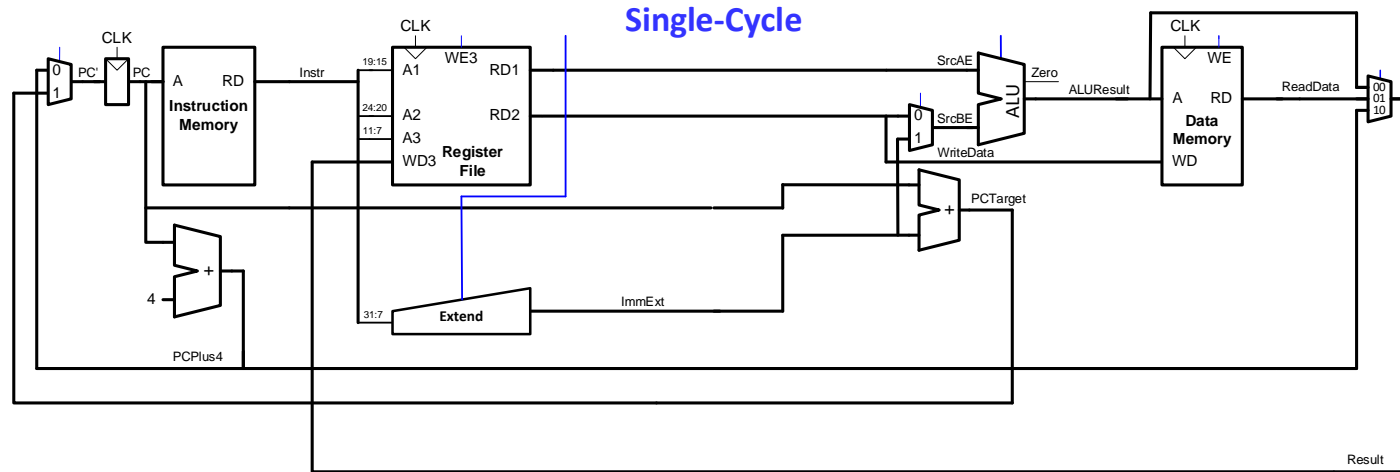 Single-Cycle
CLK
CLK
CLK
WE3
WE
0
1
PC'
PC
A
RD
Instr
Instruction
Memory
19:15
A1
RD1
24:20
A2
RD2
11:7
A3
WD3
Register
File
SrcAE
Zero
0
1
SrcBE
ALU
ALUResult
A
RD
Data
Memory
WD
ReadData
00
01
10
WriteData
+
PCTarget
4
+
31:7
Extend
ImmExt
PCPlus4
Result